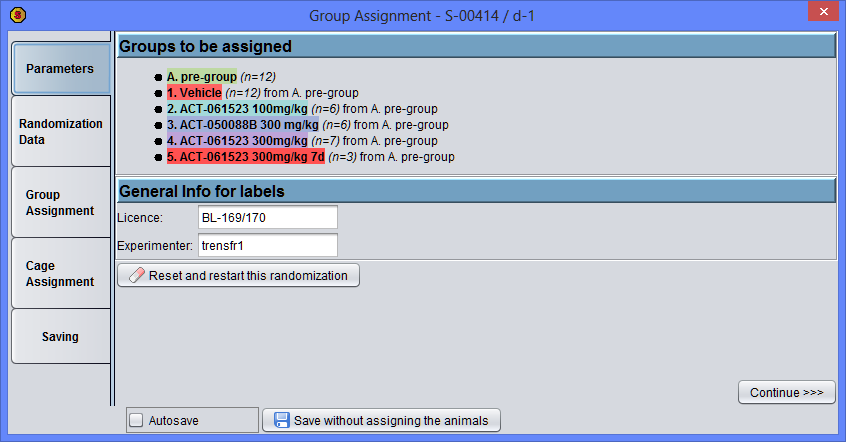 Group Assignment - S-00414 / d-1
Parameters
Randomization
Data
Group
Assignment
Cage
Assignment
Saving
Groups to be assigned
A. pre-group (n=12)
1. Vehicle (n=12) from A. pre-group
2. ACT-061523 100mg/kg (n=6) from A. pre-group
3. ACT-050088B 300 mg/kg (n=6) from A. pre-group
4. ACT-061523 300mg/kg (n=7) from A. pre-group
5. ACT-061523 300mg/kg 7d (n=3) from A. pre-group
General Info for labels
Licence: BL-169/170
Experimenter: trensfr1
Reset and restart this randomization
Continue >>>
Autosave
Save without assigning the animals